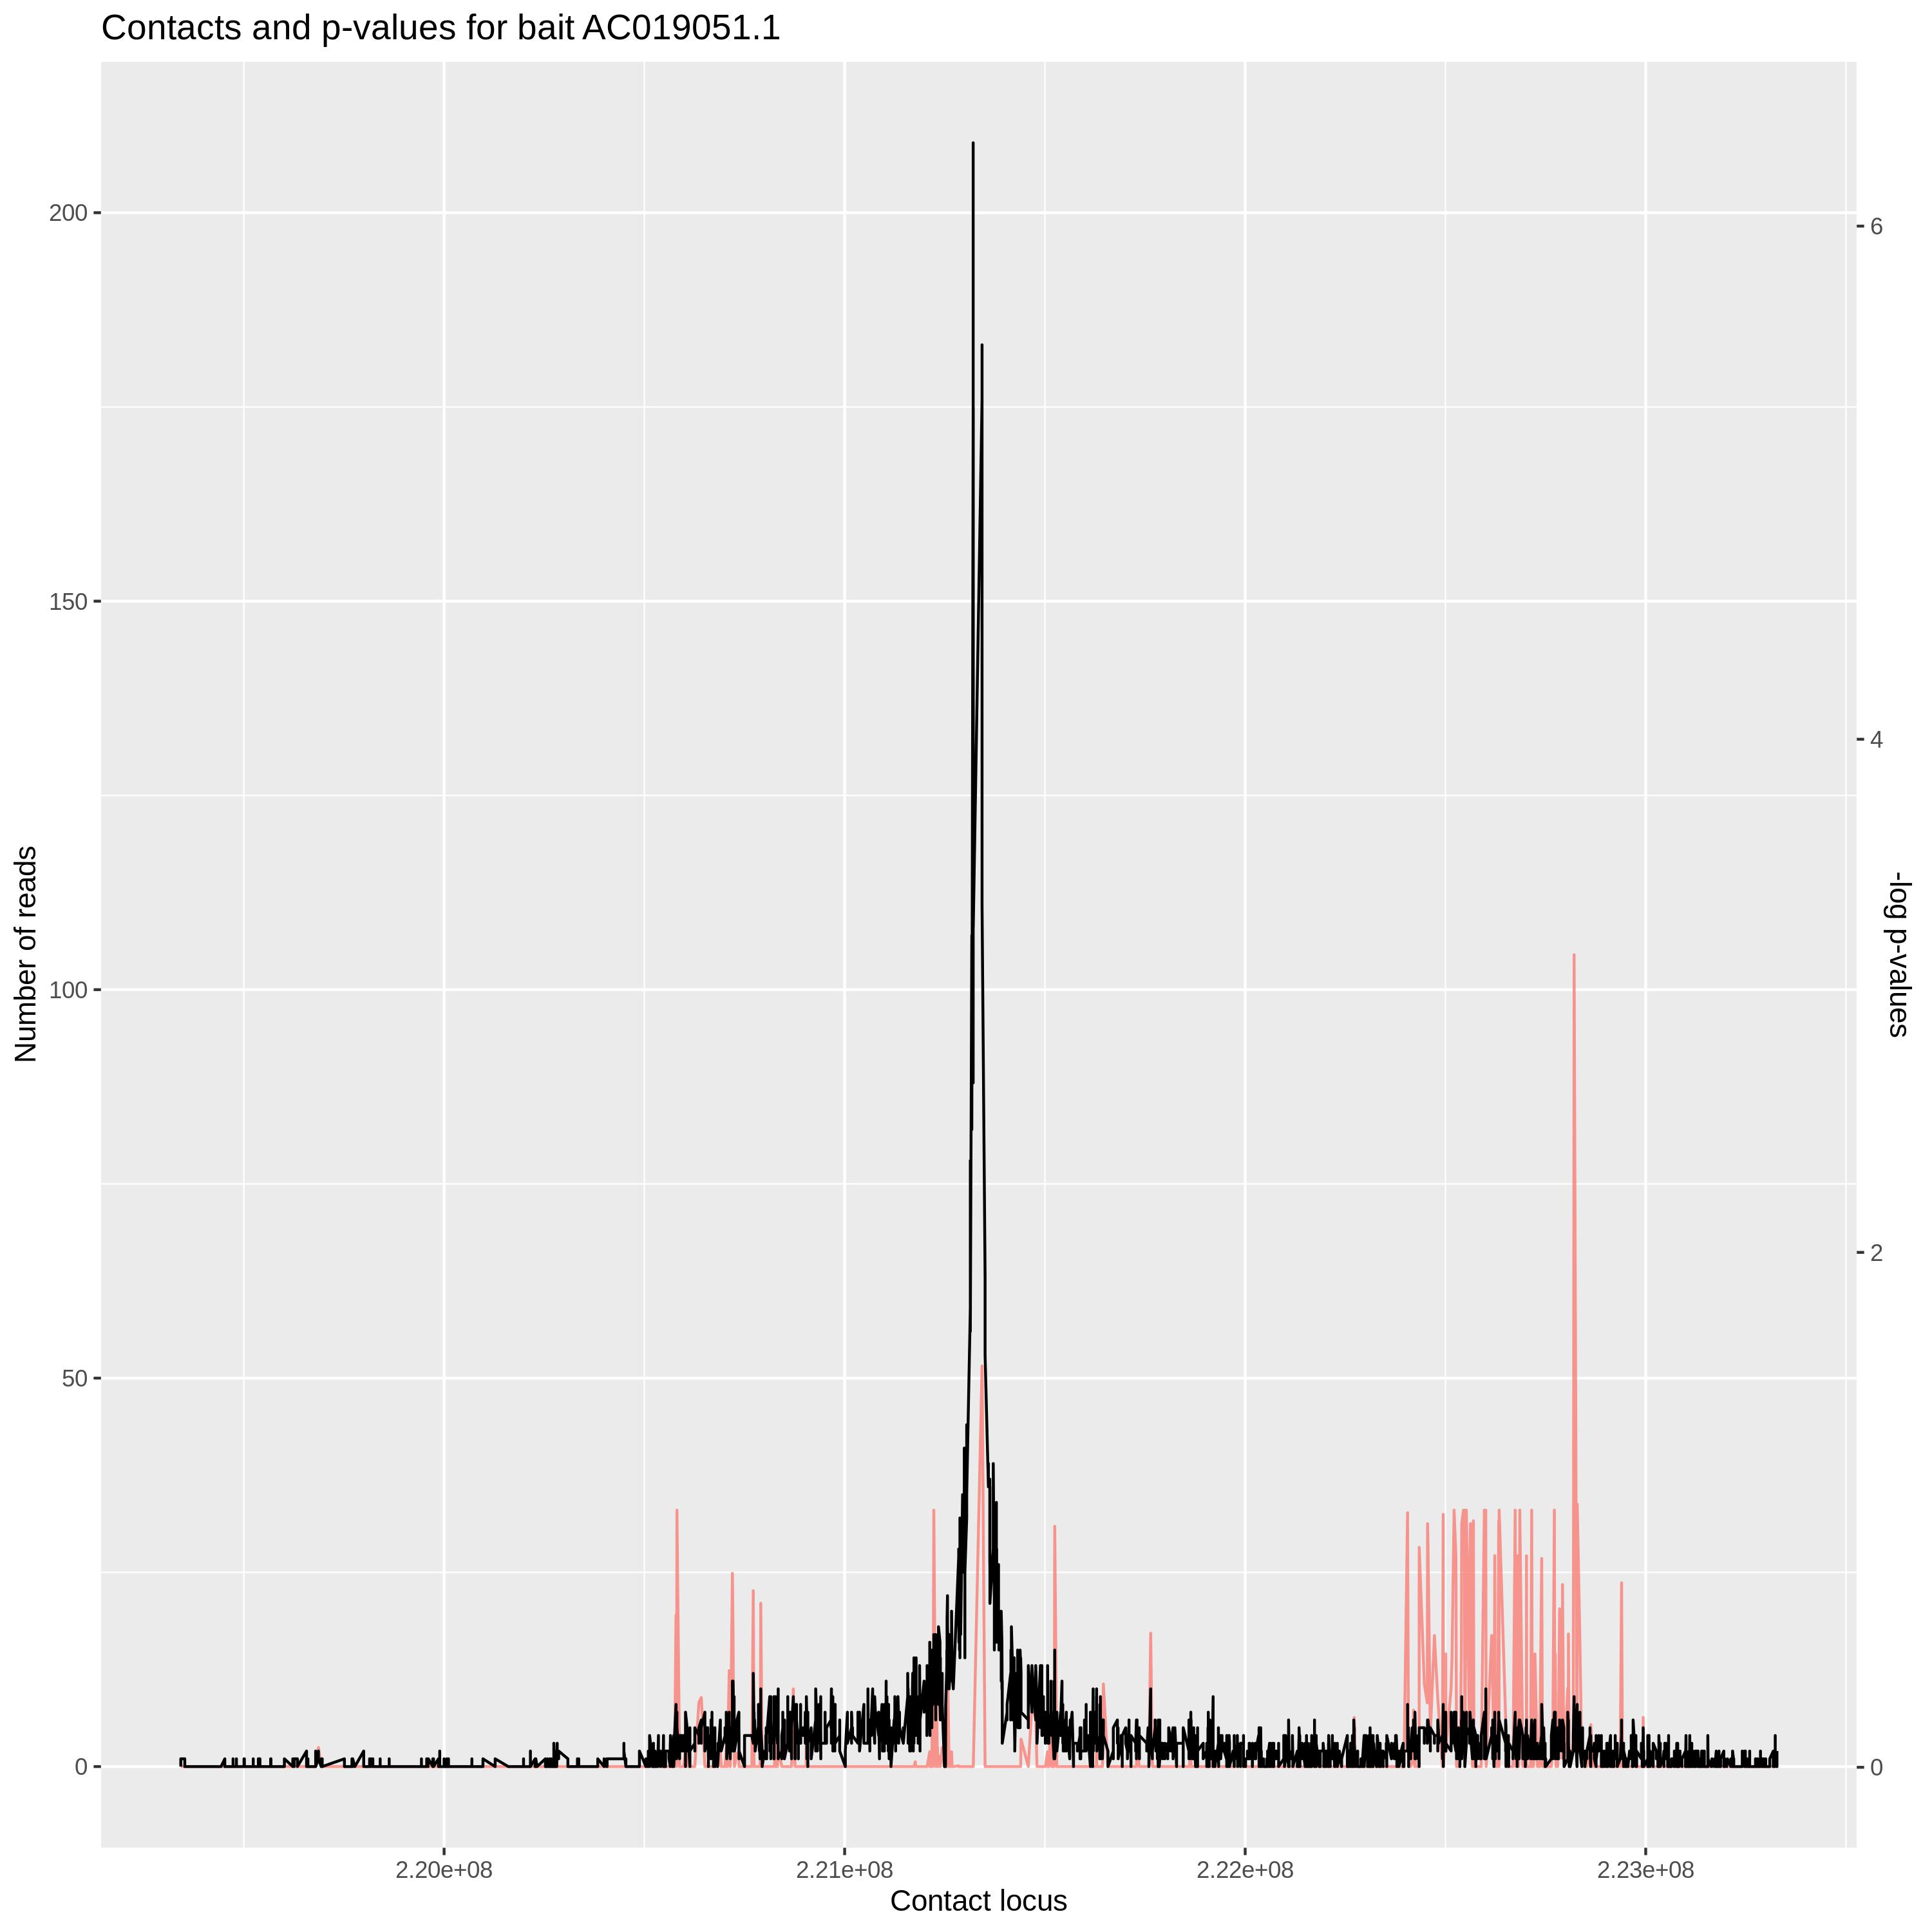 Contacts and p-values for bait AC019051.1
200
150
100
50
0
Number of reads
6
4
2
0
-log p-values
2.20e+08
2.21e+08
2.22e+08
2.23e+08
Contact locus